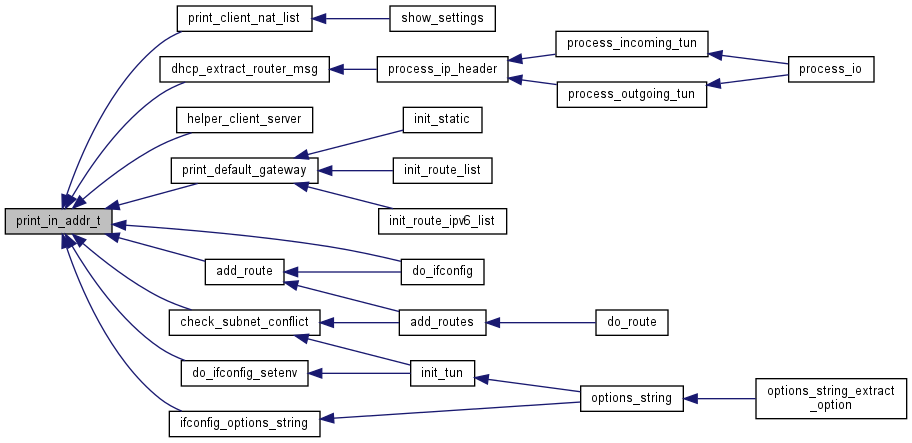 print_client_nat_list
show_settings
process_incoming_tun
dhcp_extract_router_msg
process_ip_header
process_io
process_outgoing_tun
helper_client_server
init_static
print_default_gateway
init_route_list
print_in_addr_t
init_route_ipv6_list
add_route
do_ifconfig
check_subnet_conflict
add_routes
do_route
do_ifconfig_setenv
init_tun
options_string
options_string_extract
_option
ifconfig_options_string